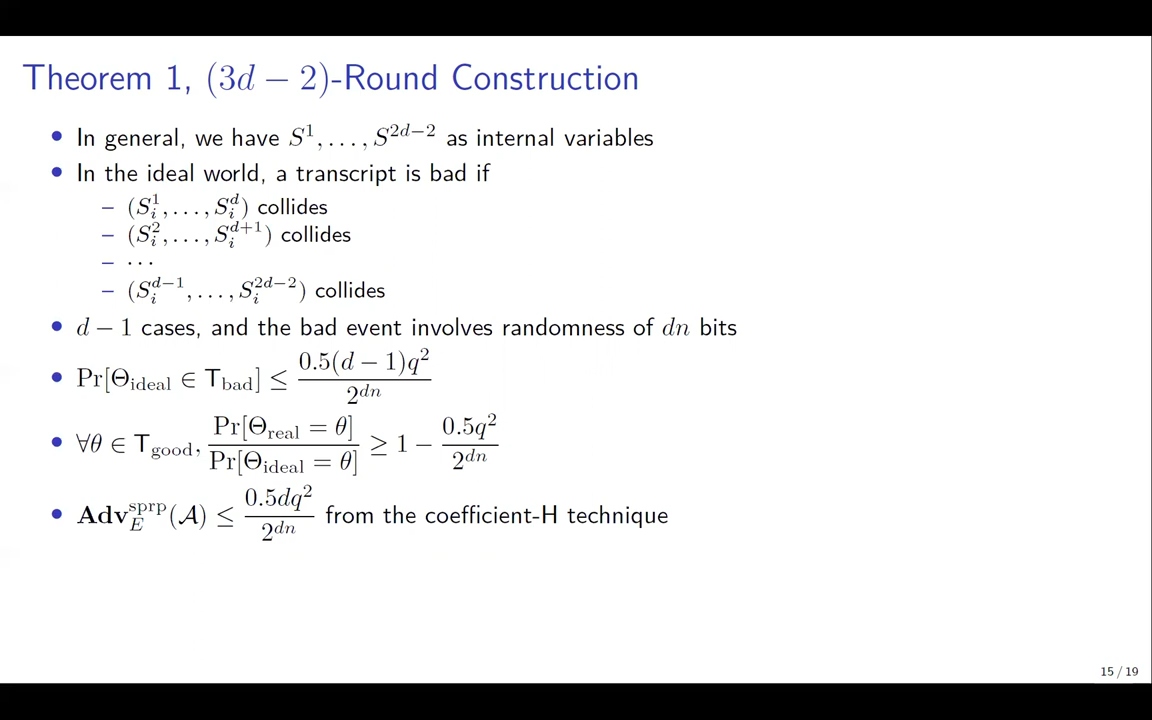 Theorem 1, (3d − 2)-Round Construction
• In general, we have S^1, . . . , S^{2d−2} as internal variables
• In the ideal world, a transcript is bad if
– (S_i^1, . . . , S_i^d) collides
– (S_i^2, . . . , S_i^{d+1}) collides
– · · ·
– (S_i^{d−1}, . . . , S_i^{2d−2}) collides
• d − 1 cases, and the bad event involves randomness of dn bits
• Pr[Θ_ideal ∈ T_bad] ≤ \frac{0.5(d − 1)q^2}{2^{dn}}
• ∀θ ∈ T_good, \frac{Pr[Θ_real = θ]}{Pr[Θ_ideal = θ]} ≥ 1 − \frac{0.5q^2}{2^{dn}}
• Adv_E^{sprp}(𝒜) ≤ \frac{0.5dq^2}{2^{dn}} from the coefficient-H technique
15 / 19